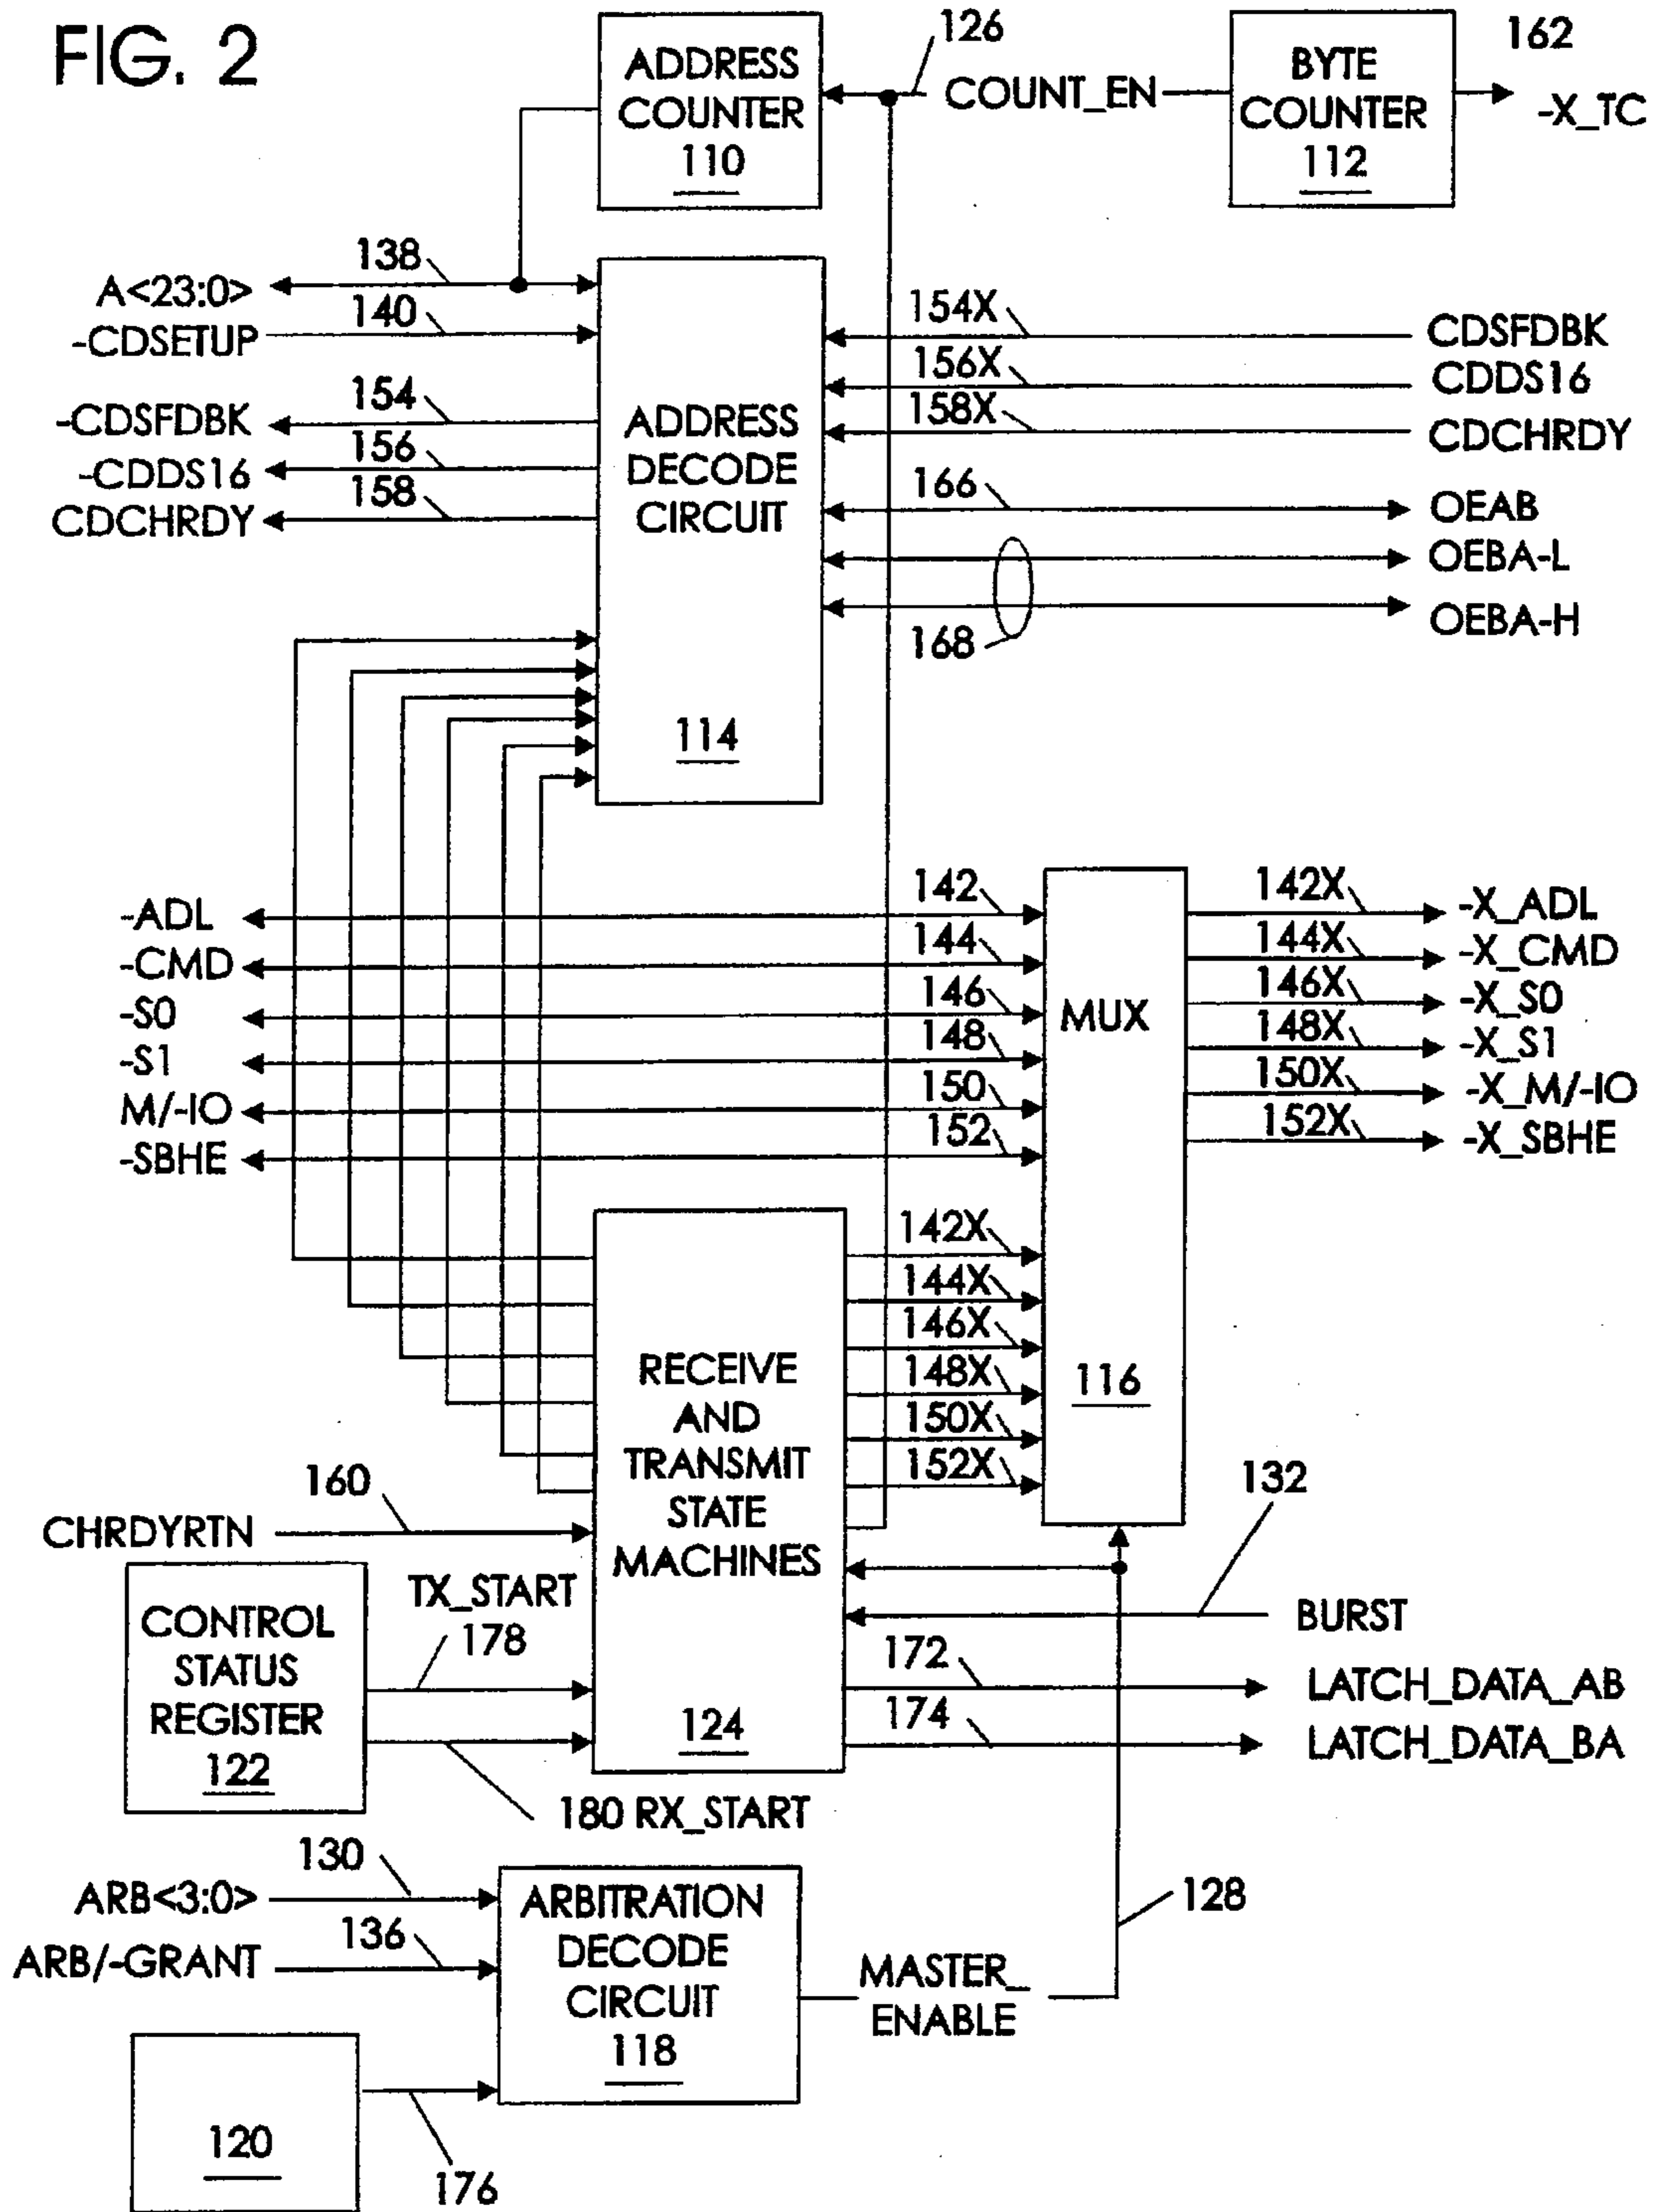 FIG. 2
ADDRESS
COUNTER
110
126
COUNT_EN
BYTE
COUNTER
112
162
-X_TC
A<23:0>
138
-CDSETUP
140
-CDSFDBK
154
-CDDS16
156
CDCHRDY
158
ADDRESS
DECODE
CIRCUIT
114
154X
CDSFDBK
156X
CDDS16
158X
CDCHRDY
166
OEAB
OEBA-L
168
OEBA-H
-ADL
142
-CMD
144
-S0
146
-S1
148
M/-IO
150
-SBHE
152
MUX
116
142X
-X_ADL
144X
-X_CMD
146X
-X_S0
148X
-X_S1
150X
-X_M/-IO
152X
-X_SBHE
142X
144X
146X
148X
150X
152X
RECEIVE
AND
TRANSMIT
STATE
MACHINES
124
160
CHRDYRTN
CONTROL
STATUS
REGISTER
122
TX_START
178
180 RX_START
132
BURST
172
LATCH_DATA_AB
174
LATCH_DATA_BA
130
ARB<3:0>
136
ARB/-GRANT
ARBITRATION
DECODE
CIRCUIT
118
MASTER_
ENABLE
128
120
176